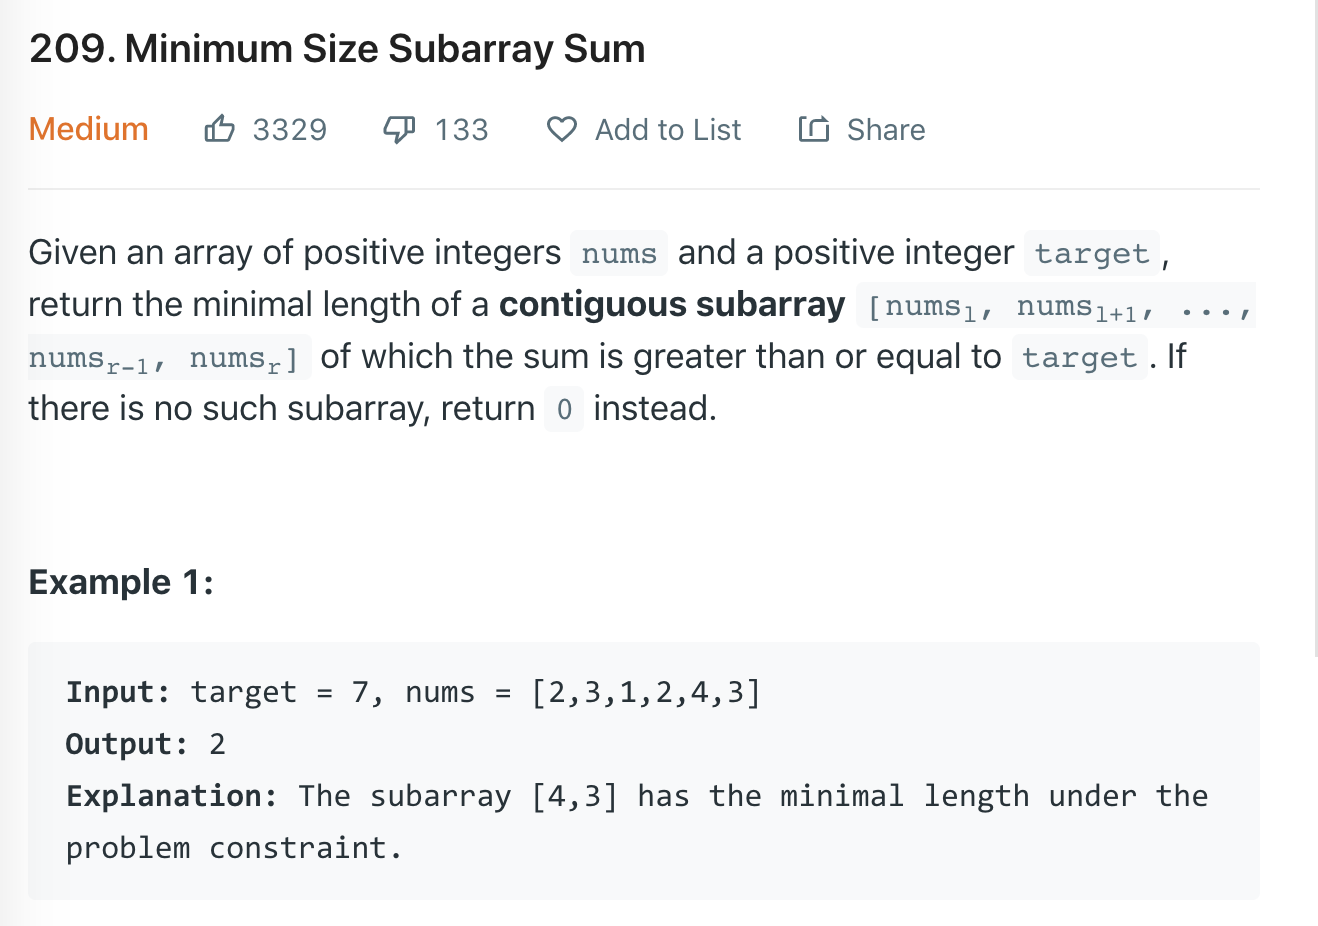 209. Minimum Size Subarray Sum
Medium 3329 133 Add to List Share
Given an array of positive integers nums and a positive integer target,
return the minimal length of a contiguous subarray [numsl, numsl+1, ...,
numsr-1, numsr] of which the sum is greater than or equal to target. If
there is no such subarray, return 0 instead.
Example 1:
Input: target = 7, nums = [2,3,1,2,4,3]
Output: 2
Explanation: The subarray [4,3] has the minimal length under the
problem constraint.